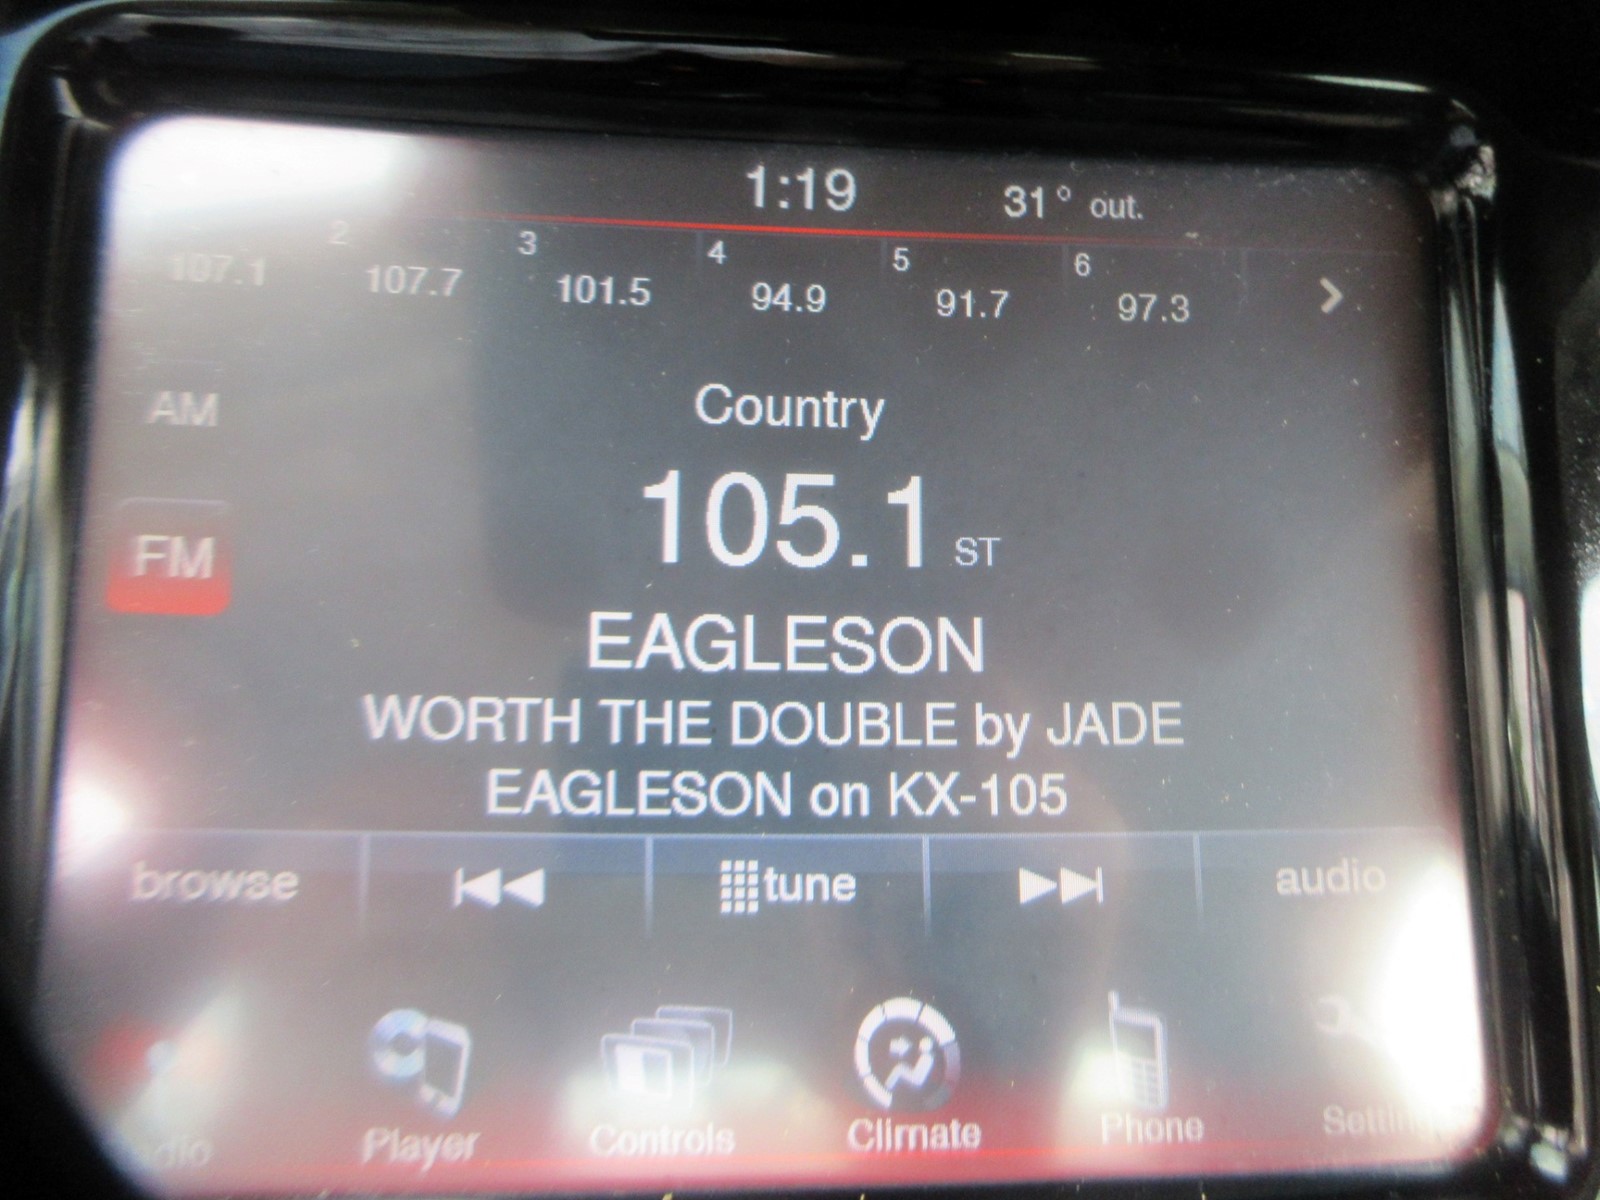 1:19 31° out.
2 3 4 5 6
107.1 107.7 101.5 94.9 91.7 97.3
AM
Country
105.1 ST
FM
EAGLESON
WORTH THE DOUBLE by JADE
EAGLESON on KX-105
browse tune audio
Player Controls Climate Phone